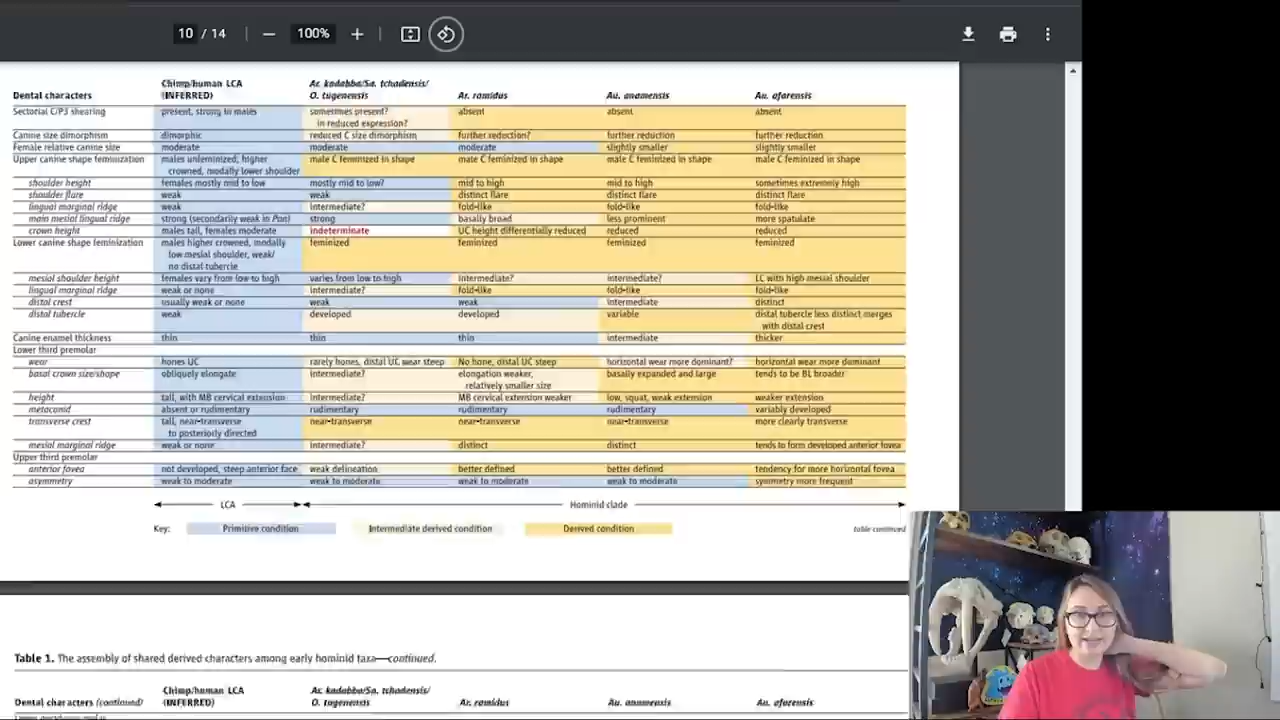 10 / 14 100%
Chimp/human LCA Ar. kadabba/Sa. tchadensis/
Dental characters (INFERRED) O. tugenensis Ar. ramidus Au. anamensis Au. afarensis
Sectorial C/P3 shearing present, strong in males sometimes present? absent absent absent
in reduced expression?
Canine size dimorphism dimorphic reduced C size dimorphism further reduction? further reduction further reduction
Female relative canine size moderate moderate moderate slightly smaller slightly smaller
Upper canine shape feminization males unfeminized; higher male C feminized in shape male C feminized in shape male C feminized in shape male C feminized in shape
crowned, modally lower shoulder
shoulder height females mostly mid to low mostly mid to low? mid to high mid to high sometimes extremely high
shoulder flare weak weak distinct flare distinct flare distinct flare
lingual marginal ridge weak intermediate? fold-like fold-like fold-like
main mesial lingual ridge strong (secondarily weak in Pan) strong basally broad less prominent more spatulate
crown height males tall, females moderate indeterminate UC height differentially reduced reduced reduced
Lower canine shape feminization males higher crowned, modally feminized feminized feminized feminized
low mesial shoulder, weak/
no distal tubercle
mesial shoulder height females vary from low to high varies from low to high intermediate? intermediate? LC with high mesial shoulder
lingual marginal ridge weak or none intermediate? fold-like fold-like fold-like
distal crest usually weak or none weak weak intermediate distinct
distal tubercle weak developed developed variable distal tubercle less distinct merges
with distal crest
Canine enamel thickness thin thin thin intermediate thicker
Lower third premolar
wear hones UC rarely hones, distal UC wear steep No hone, distal UC steep horizontal wear more dominant? horizontal wear more dominant
basal crown size/shape obliquely elongate intermediate? elongation weaker, basally expanded and large tends to be BL broader
relatively smaller size
height tall, with MB cervical extension intermediate? MB cervical extension weaker low, squat, weak extension weaker extension
metaconid absent or rudimentary rudimentary rudimentary rudimentary variably developed
transverse crest tall, near-transverse near-transverse near-transverse near-transverse more clearly transverse
to posteriorly directed
mesial marginal ridge weak or none intermediate? distinct distinct tends to form developed anterior fovea
Upper third premolar
anterior fovea not developed, steep anterior face weak delineation better defined better defined tendency for more horizontal fovea
asymmetry weak to moderate weak to moderate weak to moderate weak to moderate symmetry more frequent
LCA Hominid clade
Key: Primitive condition Intermediate derived condition Derived condition table continued
Table 1. The assembly of shared derived characters among early hominid taxa—continued.
Chimp/human LCA Ar. kadabba/Sa. tchadensis/
Dental characters (continued) (INFERRED) O. tugenensis Ar. ramidus Au. anamensis Au. afarensis